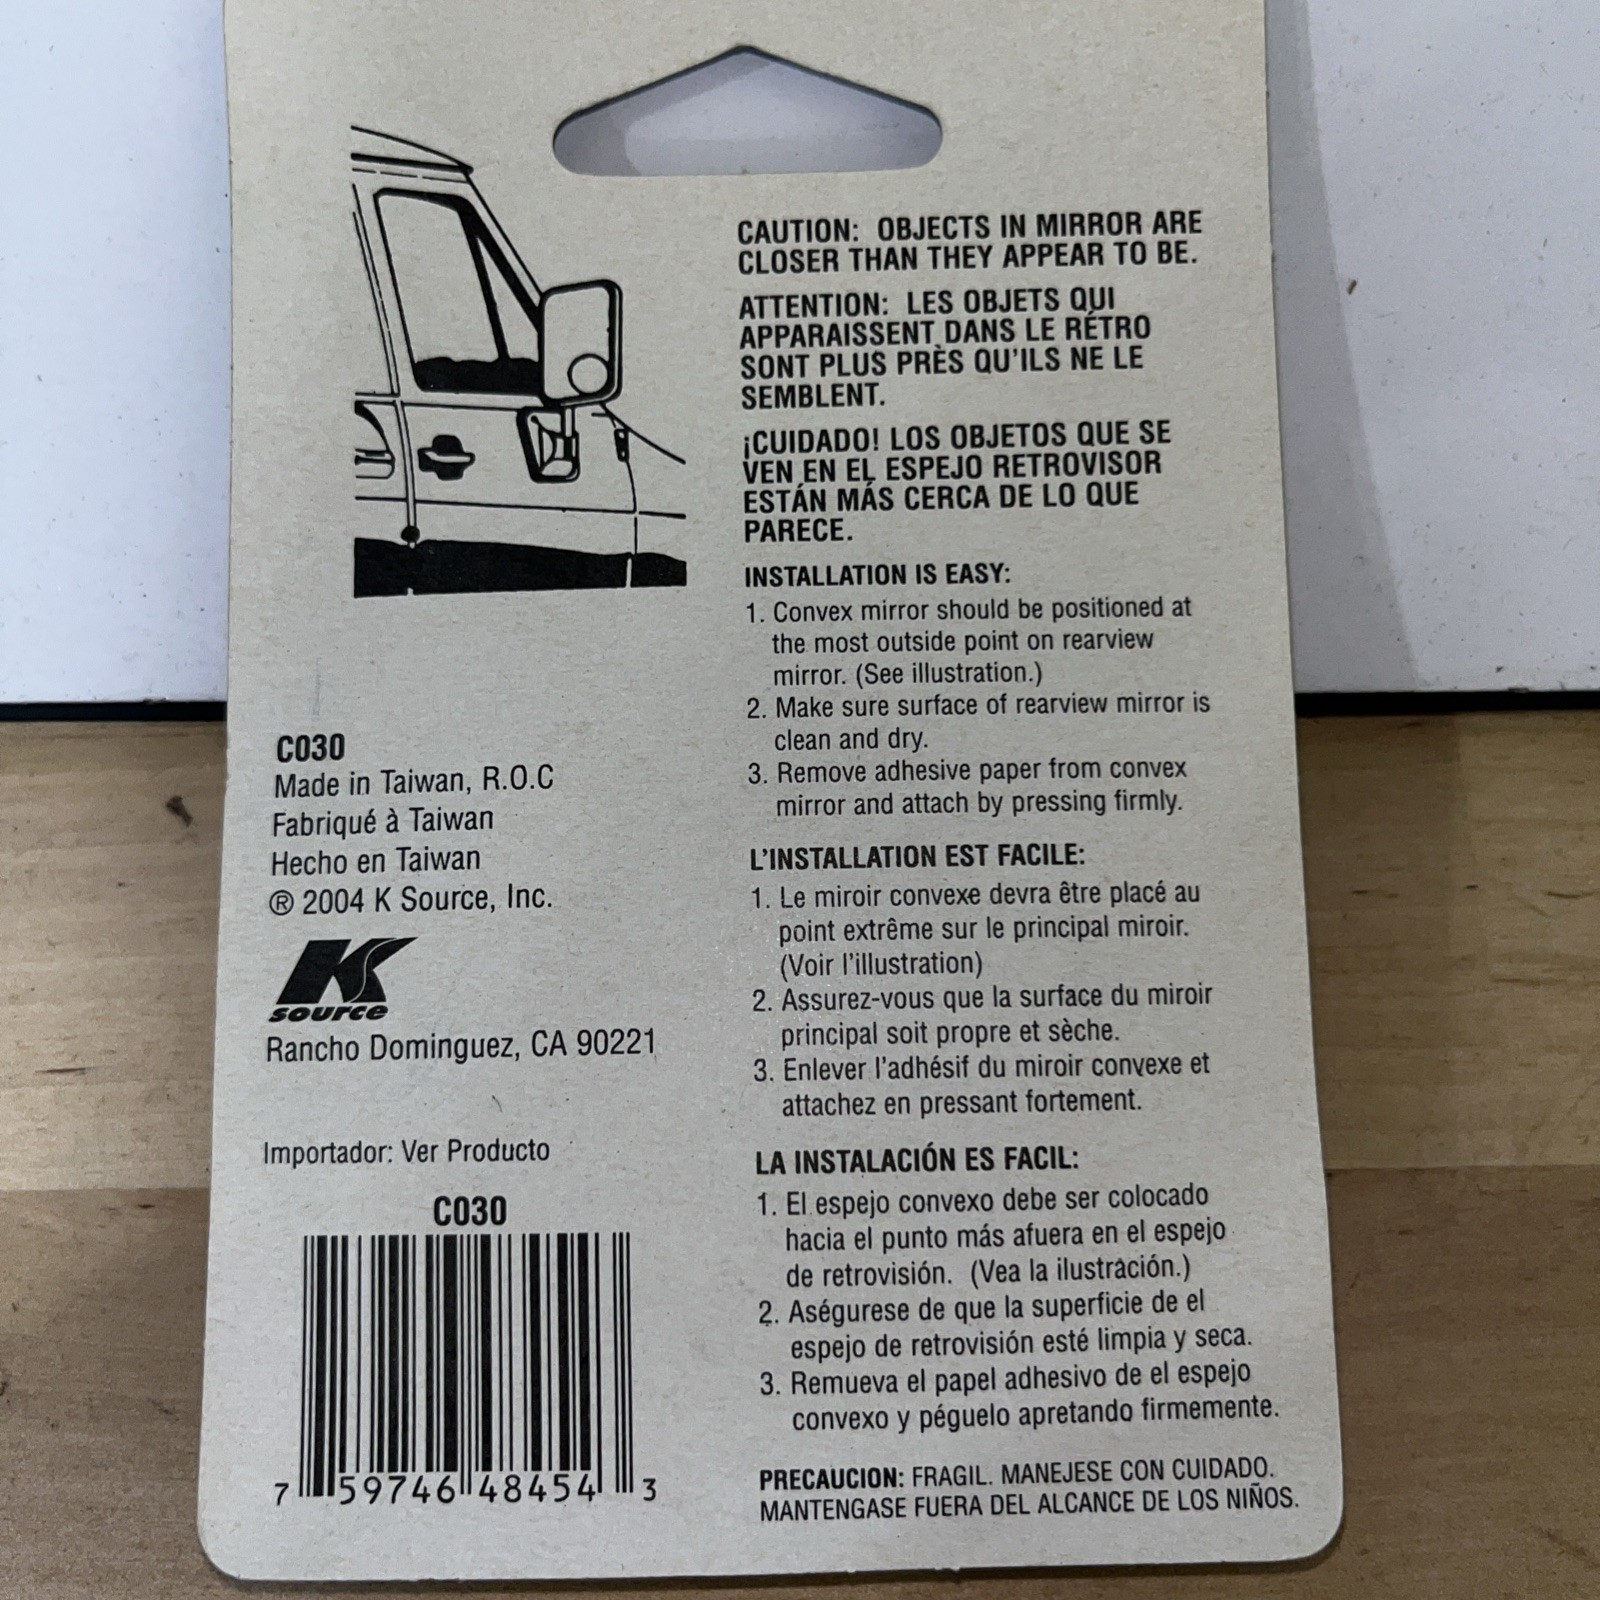 CAUTION: OBJECTS IN MIRROR ARE
CLOSER THAN THEY APPEAR TO BE.
ATTENTION: LES OBJETS QUI
APPARAISSENT DANS LE RÉTRO
SONT PLUS PRÈS QU'ILS NE LE
SEMBLENT.
¡CUIDADO! LOS OBJETOS QUE SE
VEN EN EL ESPEJO RETROVISOR
ESTÁN MÁS CERCA DE LO QUE
PARECE.
INSTALLATION IS EASY:
1. Convex mirror should be positioned at
the most outside point on rearview
mirror. (See illustration.)
2. Make sure surface of rearview mirror is
clean and dry.
3. Remove adhesive paper from convex
mirror and attach by pressing firmly.
L'INSTALLATION EST FACILE:
1. Le miroir convexe devra être placé au
point extrême sur le principal miroir.
(Voir l'illustration)
2. Assurez-vous que la surface du miroir
principal soit propre et sèche.
3. Enlever l'adhésif du miroir convexe et
attachez en pressant fortement.
LA INSTALACIÓN ES FACIL:
1. El espejo convexo debe ser colocado
hacia el punto más afuera en el espejo
de retrovisión. (Vea la ilustración.)
2. Aségurese de que la superficie de el
espejo de retrovisión esté limpia y seca.
3. Remueva el papel adhesivo de el espejo
convexo y péguelo apretando firmemente.
PRECAUCION: FRAGIL. MANEJESE CON CUIDADO.
MANTENGASE FUERA DEL ALCANCE DE LOS NIÑOS.
C030
Made in Taiwan, R.O.C
Fabriqué à Taiwan
Hecho en Taiwan
® 2004 K Source, Inc.
K
source
Rancho Dominguez, CA 90221
Importador: Ver Producto
C030
7 59746 48454 3